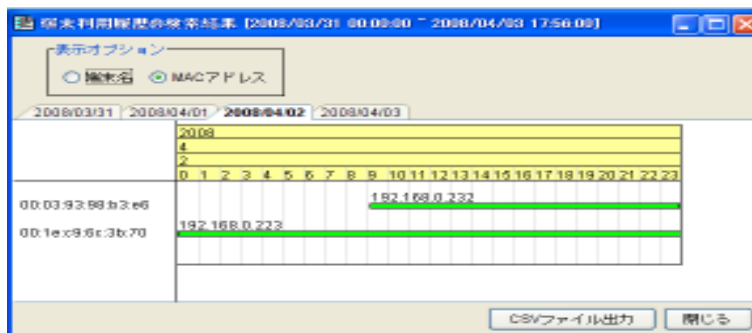 端末利用履歴の検索結果 [2008/03/31 00:00:00 ~ 2008/04/03 17:56:00]
表示オプション
端末名 MACアドレス
2008/03/31 2008/04/01 2008/04/02 2008/04/03
2008
4
2
0 1 2 3 4 5 6 7 8 9 10 11 12 13 14 15 16 17 18 19 20 21 22 23
00:03:93:98:b3:e6 192.168.0.232
00:1e:c9:6c:3b:70 192.168.0.223
CSVファイル出力 閉じる